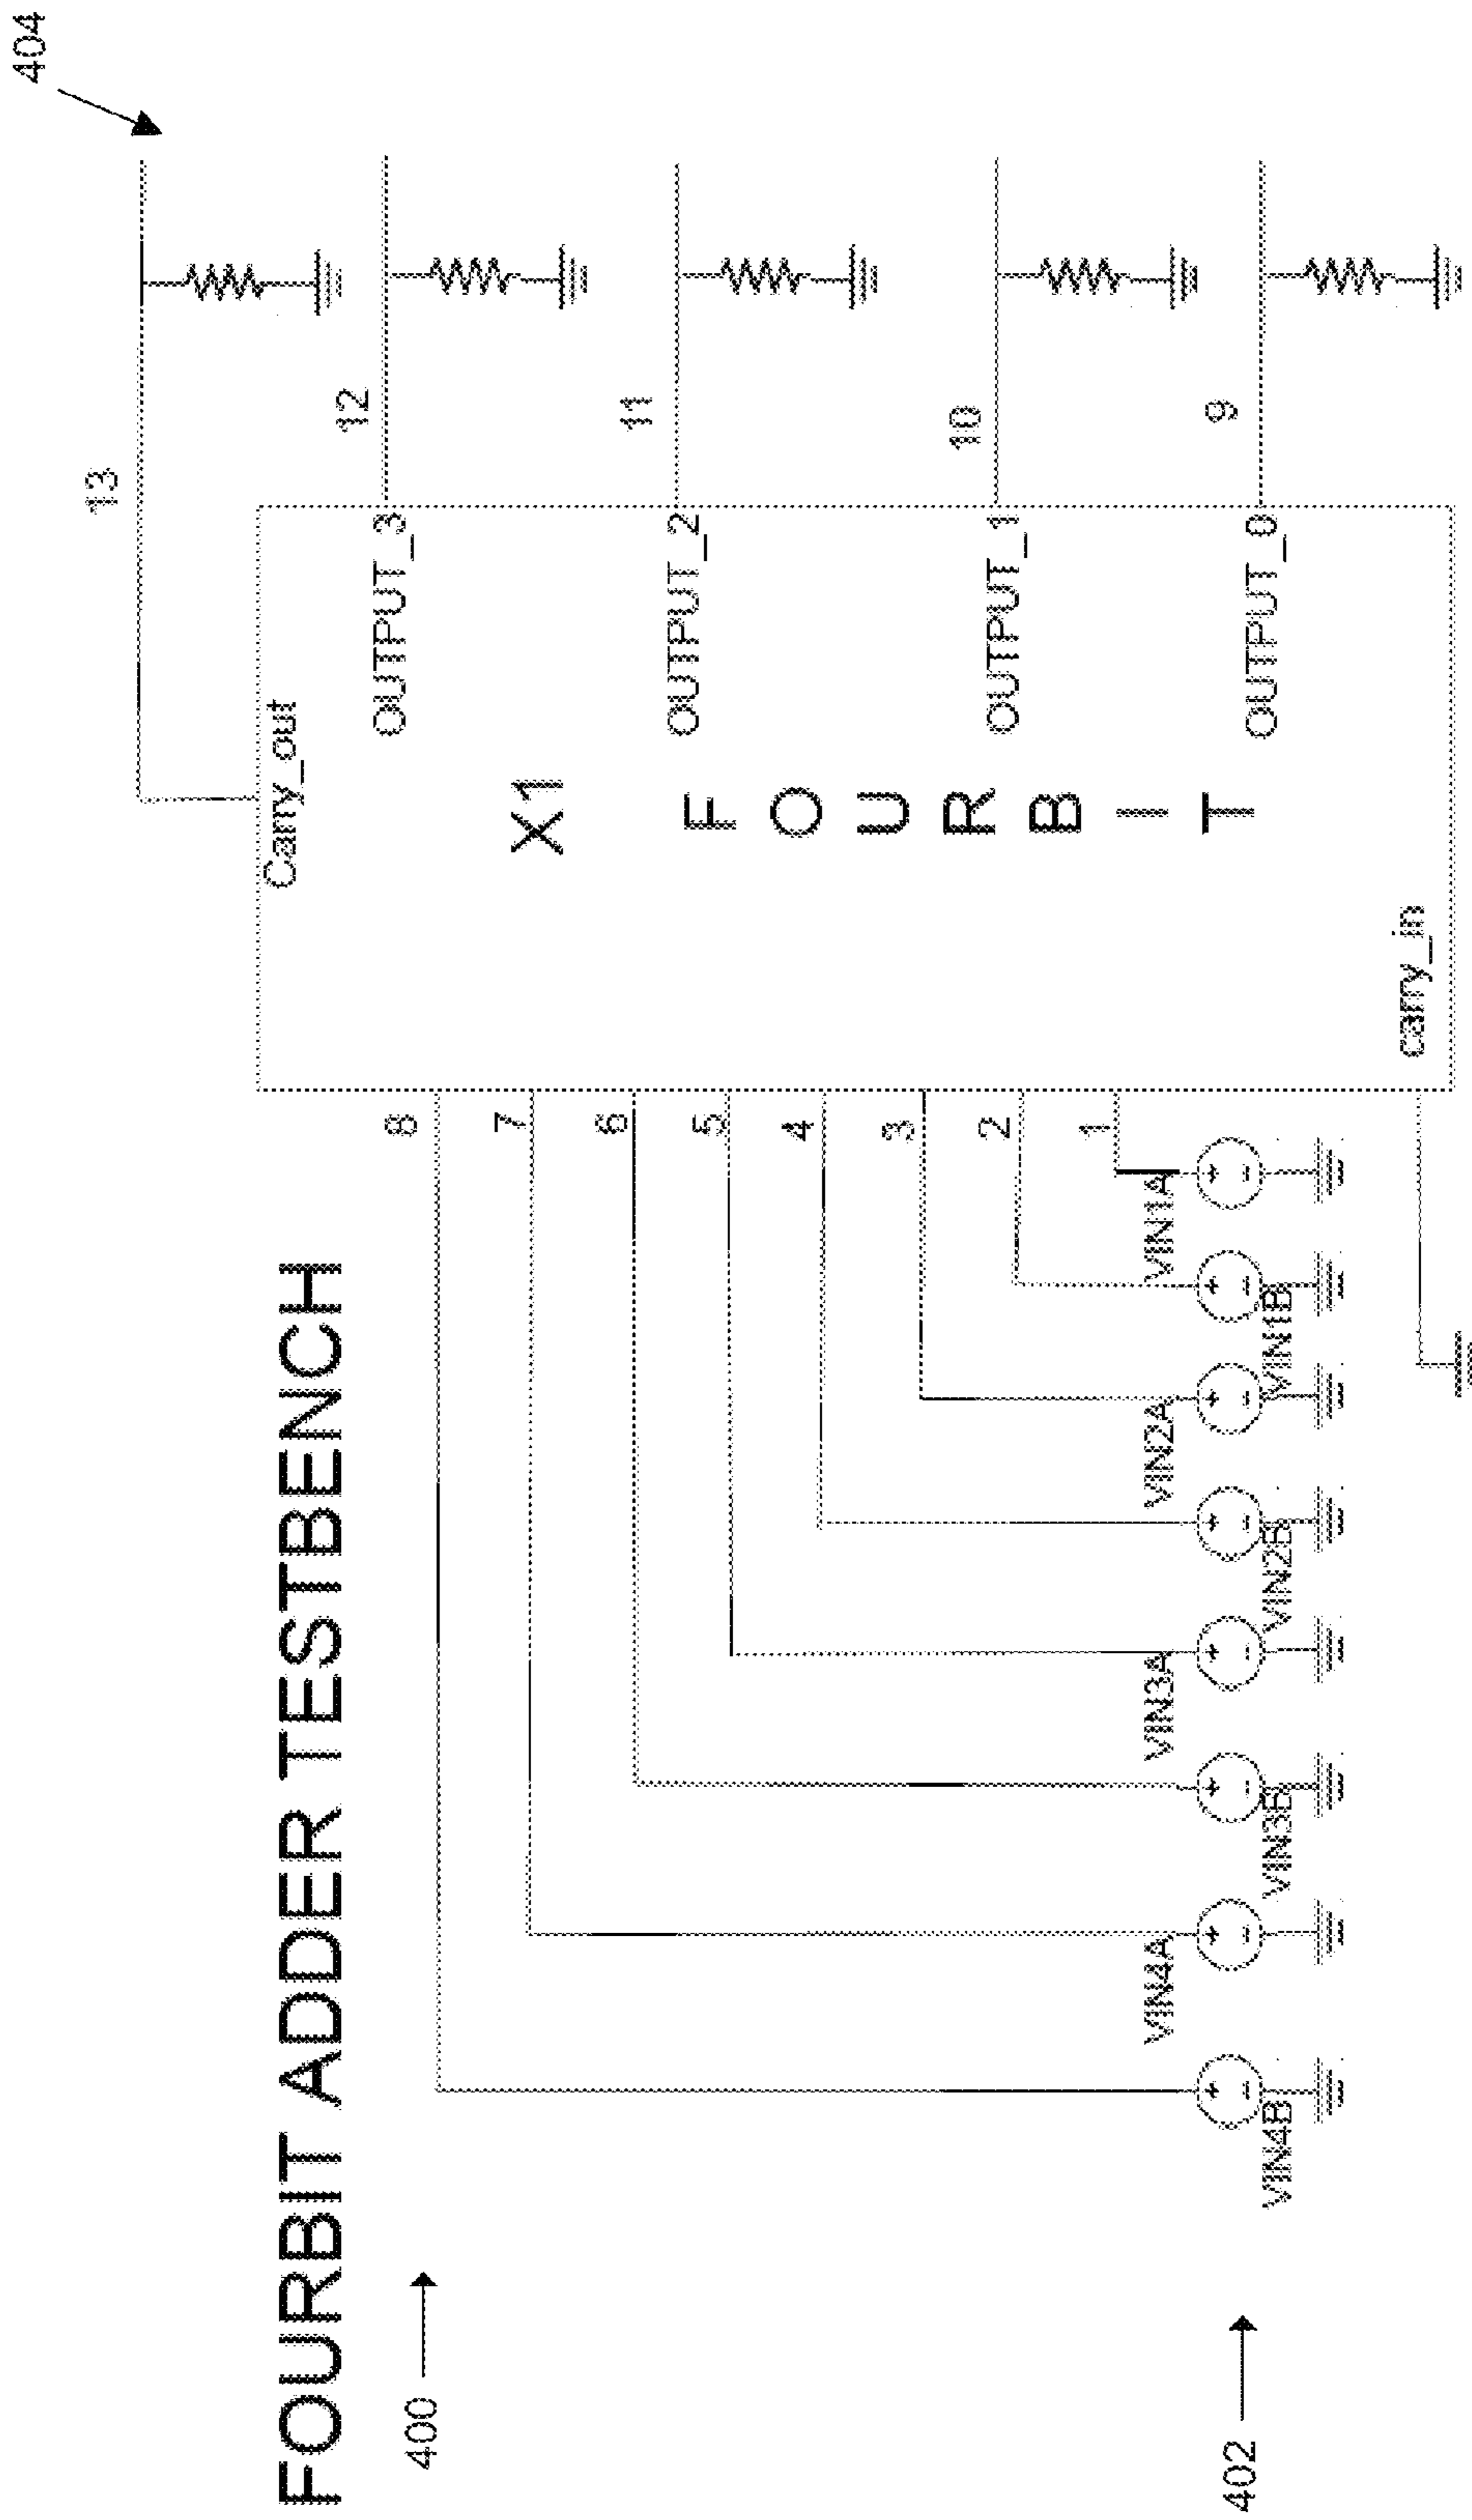 FOURBIT ADDER TESTBENCH
404
400
402
13
Carry_out
X1
FOURBIT
OUTPUT_3
12
OUTPUT_2
11
OUTPUT_1
10
OUTPUT_0
9
carry_in
8
7
6
5
4
3
2
1
VIN4B
VIN4A
VIN3B
VIN3A
VIN2B
VIN2A
VIN1B
VIN1A